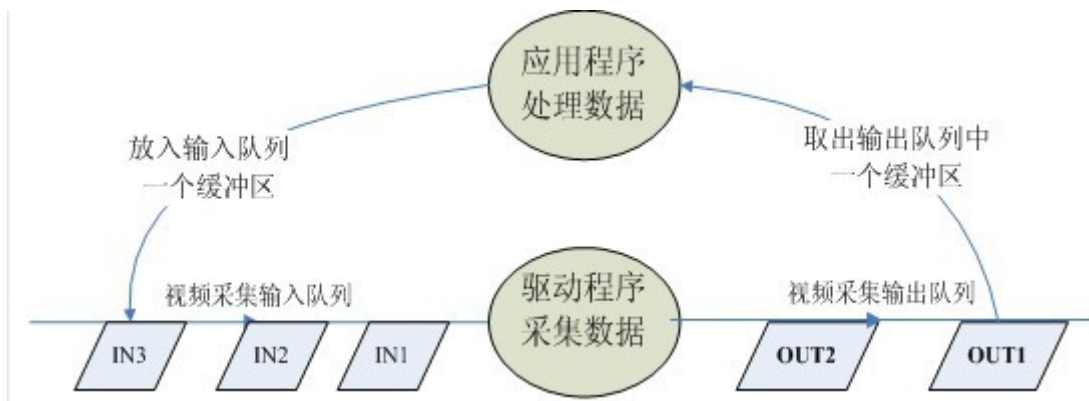 应用程序
处理数据
放入输入队列
一个缓冲区
取出输出队列中
一个缓冲区
视频采集输入队列
驱动程序
采集数据
视频采集输出队列
IN3
IN2
IN1
OUT2
OUT1